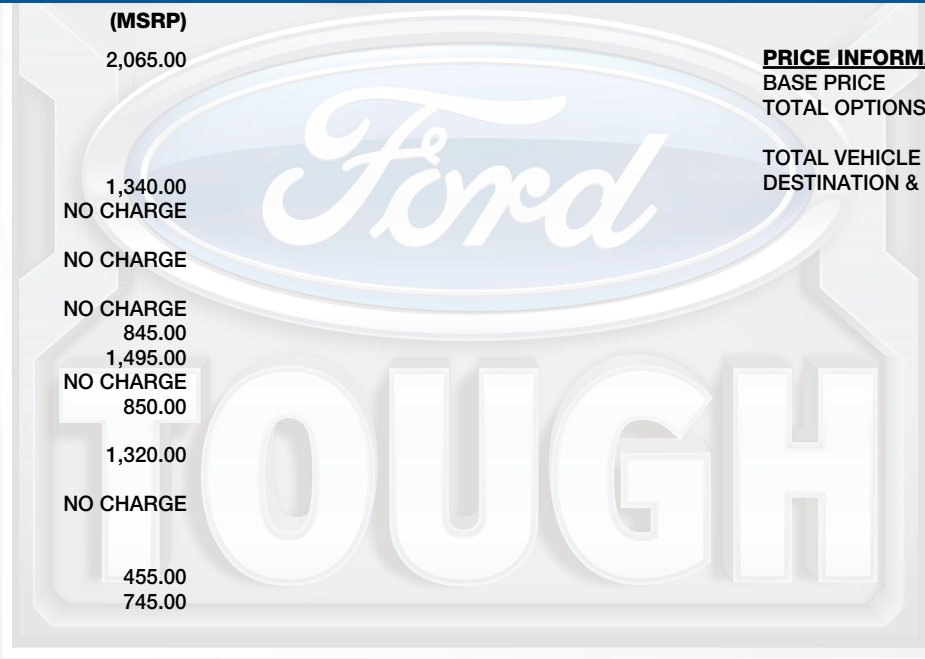 (MSRP)
2,065.00
1,340.00
NO CHARGE
NO CHARGE
NO CHARGE
845.00
1,495.00
NO CHARGE
850.00
1,320.00
NO CHARGE
455.00
745.00
PRICE INFORMA
BASE PRICE
TOTAL OPTIONS
TOTAL VEHICLE
DESTINATION &
Ford
TOUGH